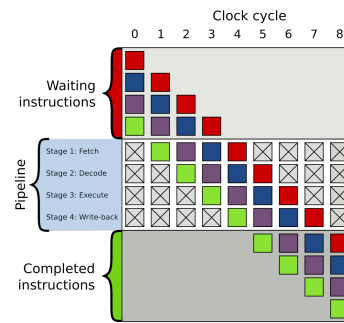 Clock cycle
0 1 2 3 4 5 6 7 8
Waiting
instructions
Pipeline
Stage 1: Fetch
Stage 2: Decode
Stage 3: Execute
Stage 4: Write-back
Completed
instructions